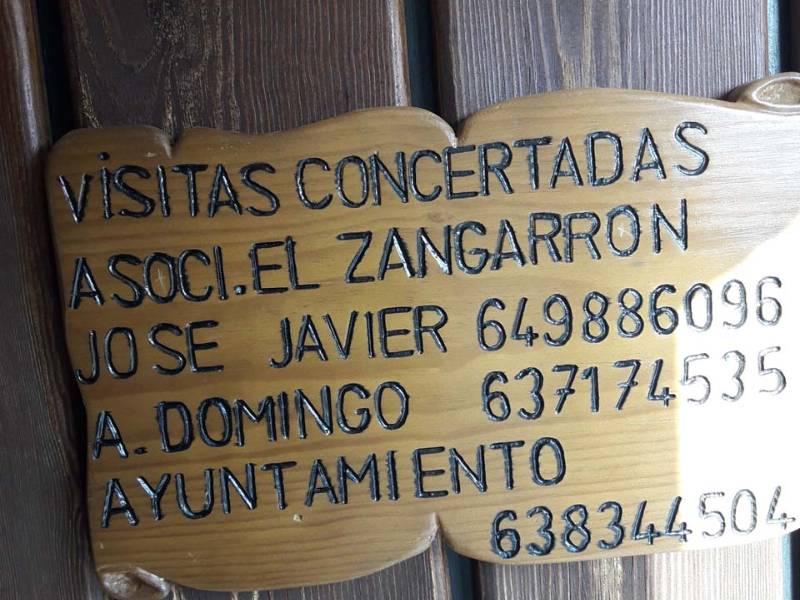 VISITAS CONCERTADAS
ASOCI.EL ZANGARRON
JOSE JAVIER 649886096
A. DOMINGO 637174535
AYUNTAMIENTO
638344504